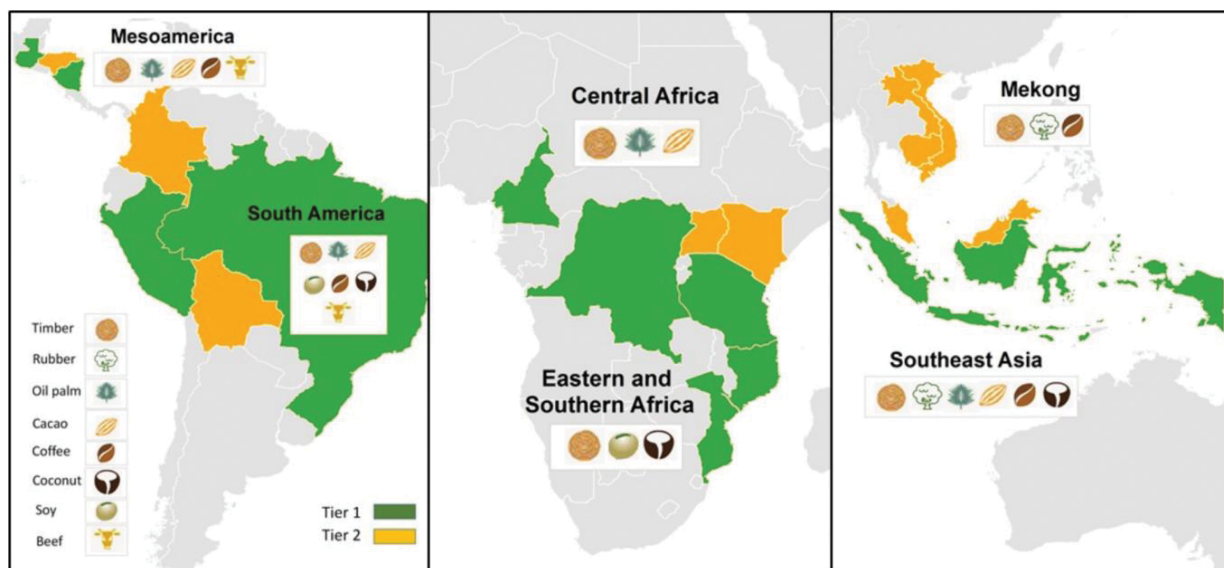 Mesoamerica
South America
Timber
Rubber
Oil palm
Cacao
Coffee
Coconut
Soy
Beef
Tier 1
Tier 2
Central Africa
Eastern and
Southern Africa
Mekong
Southeast Asia